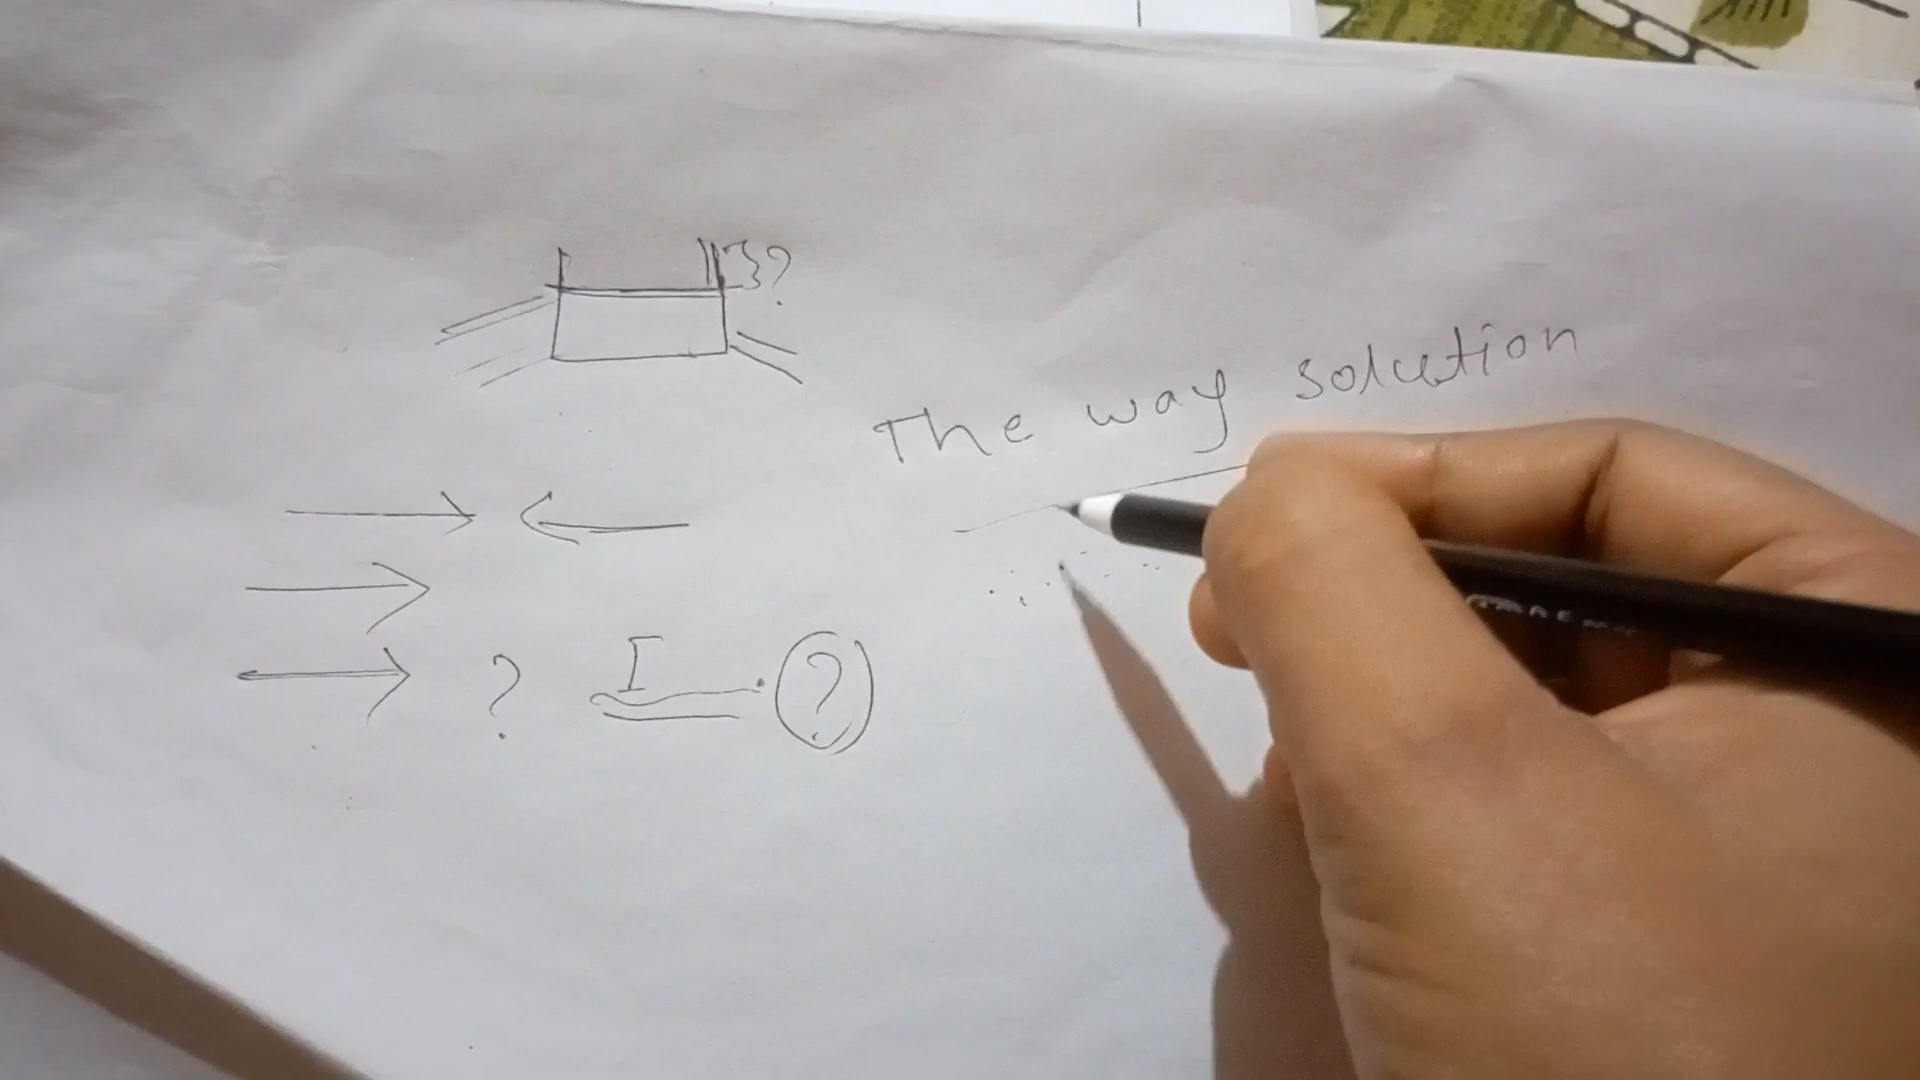 ?
The way solution
? I . ?